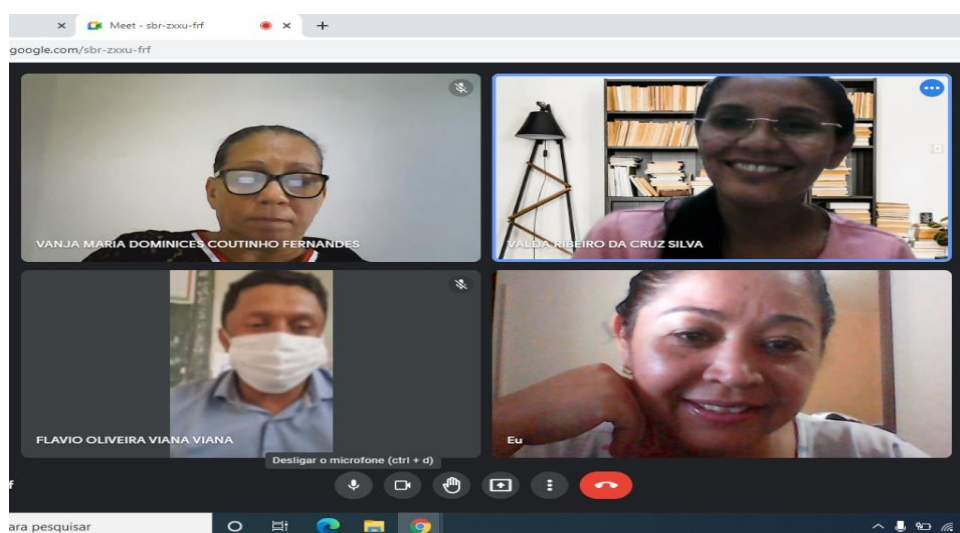 Meet - sbr-zxxu-frf
google.com/sbr-zxxu-frf
VANJA MARIA DOMINICES COUTINHO FERNANDES
VALDA RIBEIRO DA CRUZ SILVA
FLAVIO OLIVEIRA VIANA VIANA
Eu
Desligar o microfone (ctrl + d)
f
ara pesquisar